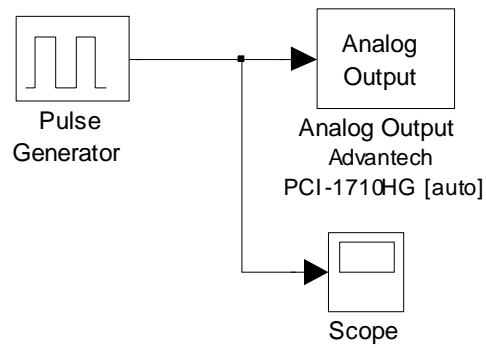 Analog
Output
Pulse
Generator
Analog Output
Advantech
PCI-1710HG [auto]
Scope